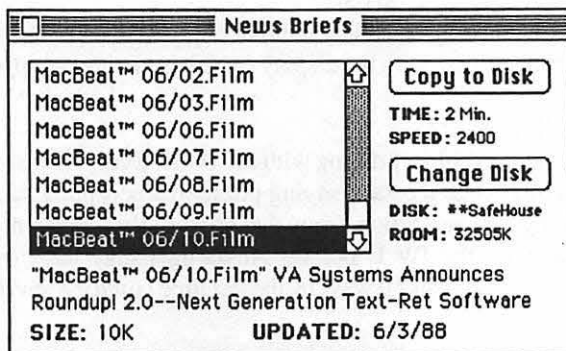 News Briefs
MacBeat™ 06/02.Film
MacBeat™ 06/03.Film
MacBeat™ 06/06.Film
MacBeat™ 06/07.Film
MacBeat™ 06/08.Film
MacBeat™ 06/09.Film
MacBeat™ 06/10.Film
Copy to Disk
TIME: 2 Min.
SPEED: 2400
Change Disk
DISK: **SafeHouse
ROOM: 32505K
"MacBeat™ 06/10.Film" VA Systems Announces
Roundup! 2.0--Next Generation Text-Ret Software
SIZE: 10K UPDATED: 6/3/88